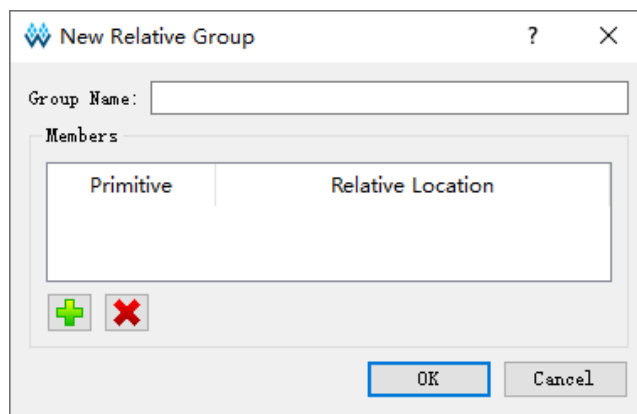 New Relative Group ?
Group Name:
Members
Primitive Relative Location
OK Cancel